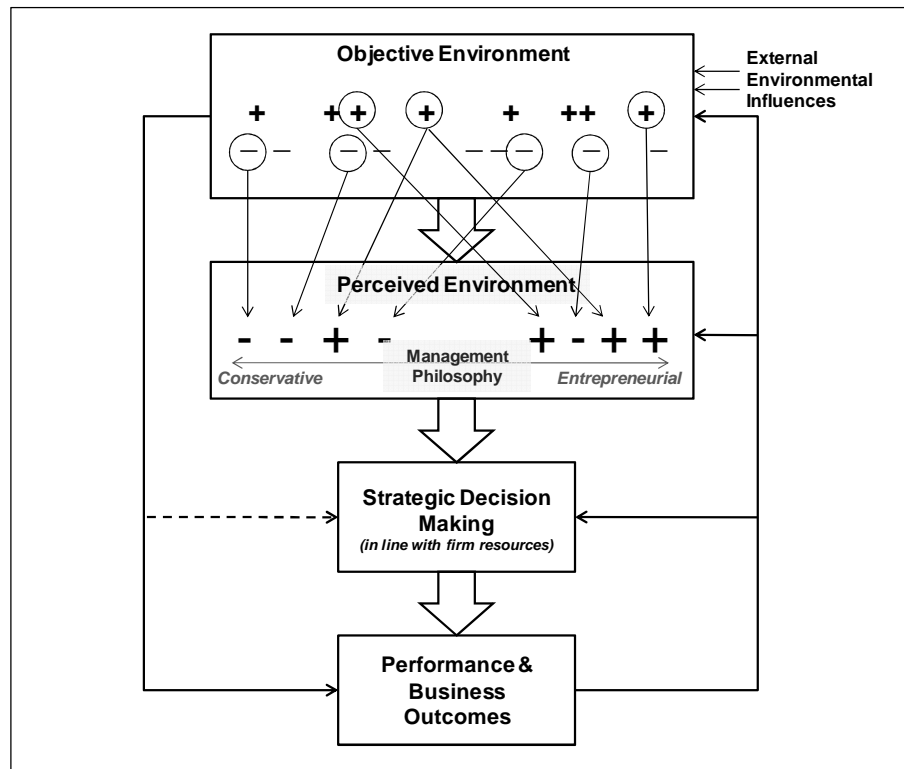 Objective Environment
External
Environmental
Influences
+ + + + + ++ +
— — — — — — — — —
Perceived Environment
- - + - + - + +
Management
Philosophy
Conservative
Entrepreneurial
Strategic Decision
Making
(in line with firm resources)
Performance &
Business
Outcomes